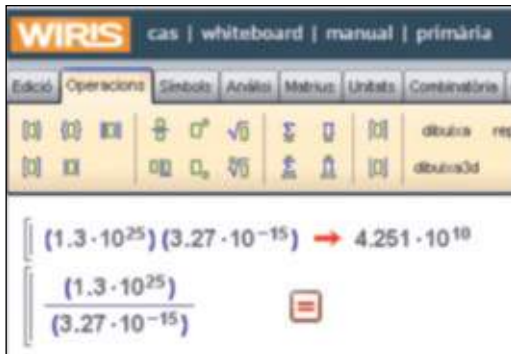 WIRIS cas | whiteboard | manual | primària
Edició Operacions Símbols Anàlisi Matrius Unitats Combinatòria
dibuixa rep
dibuixa3d
(1.3·10²⁵)(3.27·10⁻¹⁵) → 4.251·10¹⁰
(1.3·10²⁵)
(3.27·10⁻¹⁵)
=